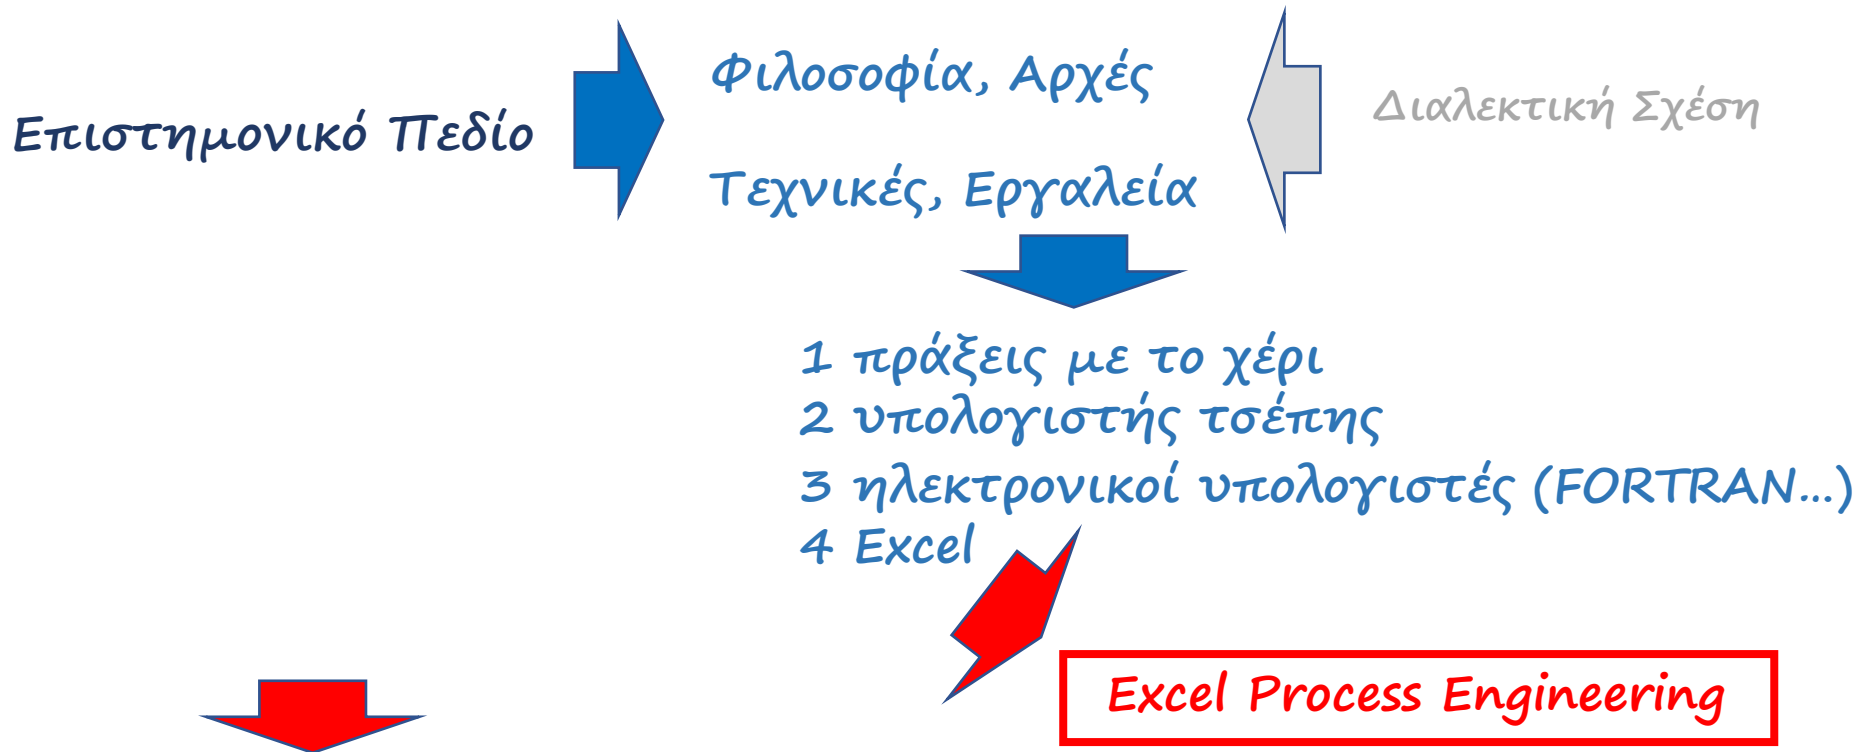 Επιστημονικό Πεδίο
Φιλοσοφία, Αρχές
Τεχνικές, Εργαλεία
Διαλεκτική Σχέση
1 πράξεις με το χέρι
2 υπολογιστής τσέπης
3 ηλεκτρονικοί υπολογιστές (FORTRAN...)
4 Excel
Excel Process Engineering